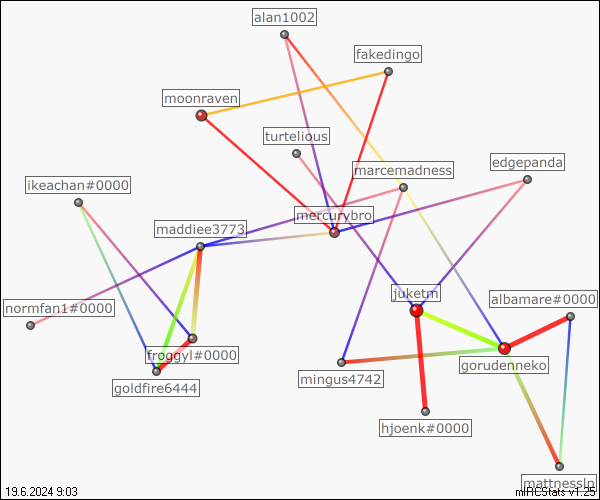 alan1002
fakedingo
moonraven
turtelious
marcemadness
edgepanda
ikeachan#0000
mercurybro
maddiee3773
juketm
albamare#0000
normfan1#0000
froggyl#0000
gorudenneko
mingus4742
goldfire6444
hjoenk#0000
mattnesslp
19.6.2024 9:03
mIRCStats v1.25